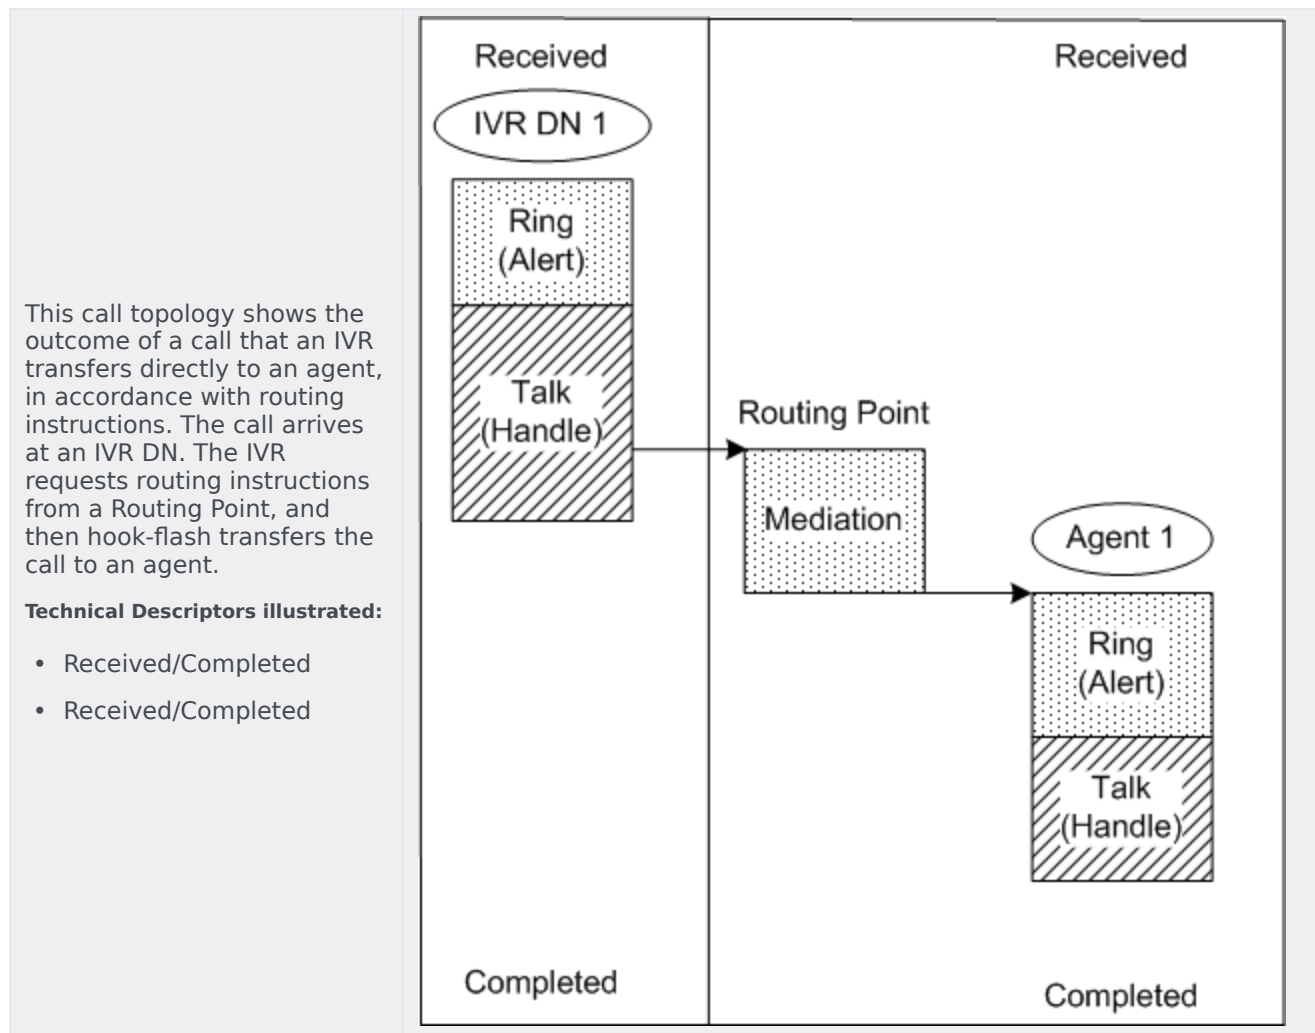 This call topology shows the
outcome of a call that an IVR
transfers directly to an agent,
in accordance with routing
instructions. The call arrives
at an IVR DN. The IVR
requests routing instructions
from a Routing Point, and
then hook-flash transfers the
call to an agent.
Technical Descriptors illustrated:
• Received/Completed
• Received/Completed
Received
IVR DN 1
Ring
(Alert)
Talk
(Handle)
Completed
Received
Routing Point
Mediation
Agent 1
Ring
(Alert)
Talk
(Handle)
Completed